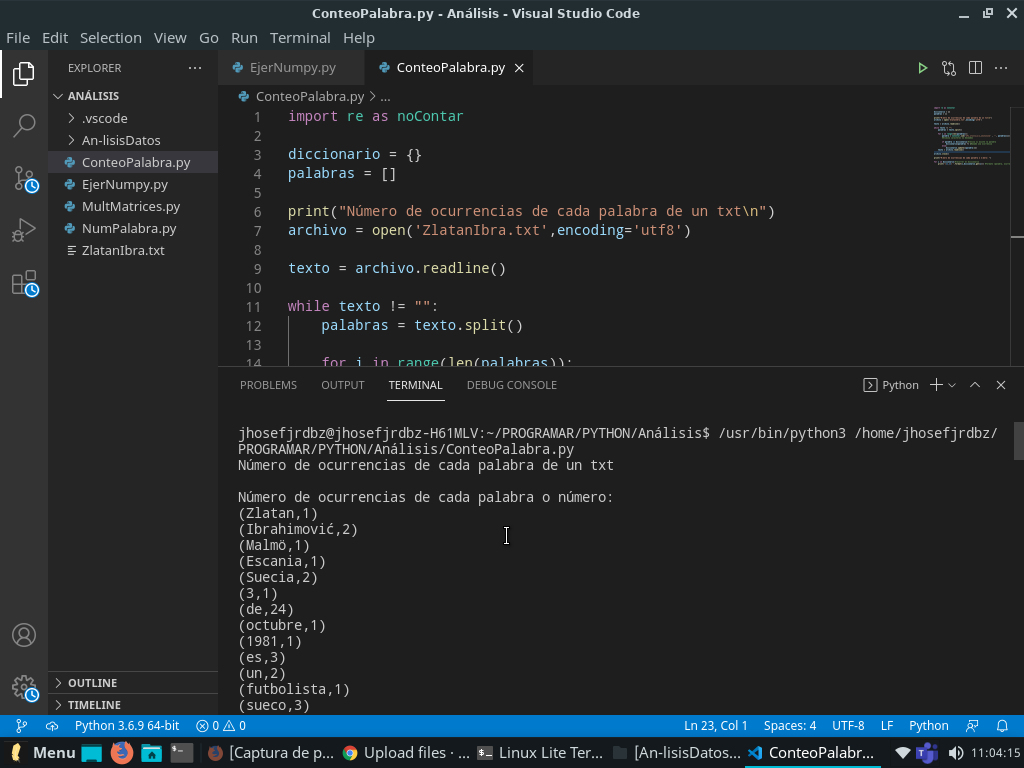 ConteoPalabra.py - Análisis - Visual Studio Code
File Edit Selection View Go Run Terminal Help
EXPLORER ···
ANÁLISIS
.vscode
An-lisisDatos
ConteoPalabra.py
EjerNumpy.py
MultMatrices.py
NumPalabra.py
ZlatanIbra.txt
OUTLINE
TIMELINE
EjerNumpy.py ConteoPalabra.py
ConteoPalabra.py > ...
1 import re as noContar
2
3 diccionario = {}
4 palabras = []
5
6 print("Número de ocurrencias de cada palabra de un txt\n")
7 archivo = open('ZlatanIbra.txt',encoding='utf8')
8
9 texto = archivo.readline()
10
11 while texto != "":
12 palabras = texto.split()
13
14 for i in range(len(palabras)):
PROBLEMS OUTPUT TERMINAL DEBUG CONSOLE Python
jhosefjrdbz@jhosefjrdbz-H61MLV:~/PROGRAMAR/PYTHON/Análisis$ /usr/bin/python3 /home/jhosefjrdbz/
PROGRAMAR/PYTHON/Análisis/ConteoPalabra.py
Número de ocurrencias de cada palabra de un txt
Número de ocurrencias de cada palabra o número:
(Zlatan,1)
(Ibrahimović,2)
(Malmö,1)
(Escania,1)
(Suecia,2)
(3,1)
(de,24)
(octubre,1)
(1981,1)
(es,3)
(un,2)
(futbolista,1)
(sueco,3)
Python 3.6.9 64-bit 0 0 Ln 23, Col 1 Spaces: 4 UTF-8 LF Python
Menu [Captura de p... Upload files · ... Linux Lite Ter... [An-lisisDatos... ConteoPalabr... 11:04:15